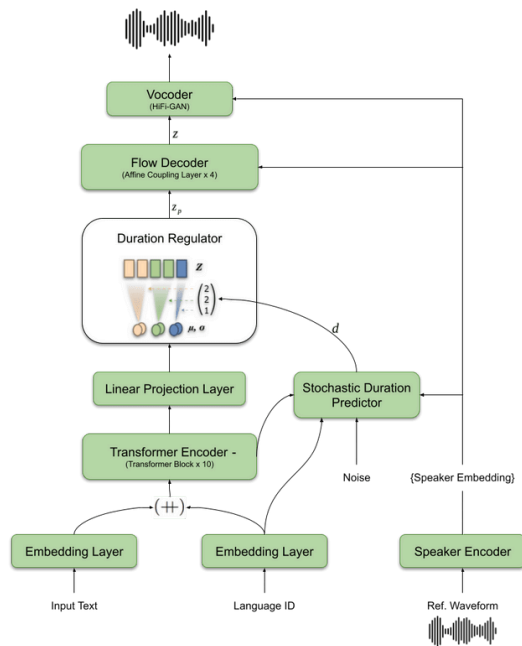 Vocoder
(HiFi-GAN)
z
Flow Decoder
(Affine Coupling Layer x 4)
z_p
Duration Regulator
Z
2
2
1
μ, σ
d
Linear Projection Layer
Stochastic Duration
Predictor
Transformer Encoder -
(Transformer Block x 10)
Noise
{Speaker Embedding}
(++)
Embedding Layer
Embedding Layer
Speaker Encoder
Input Text
Language ID
Ref. Waveform